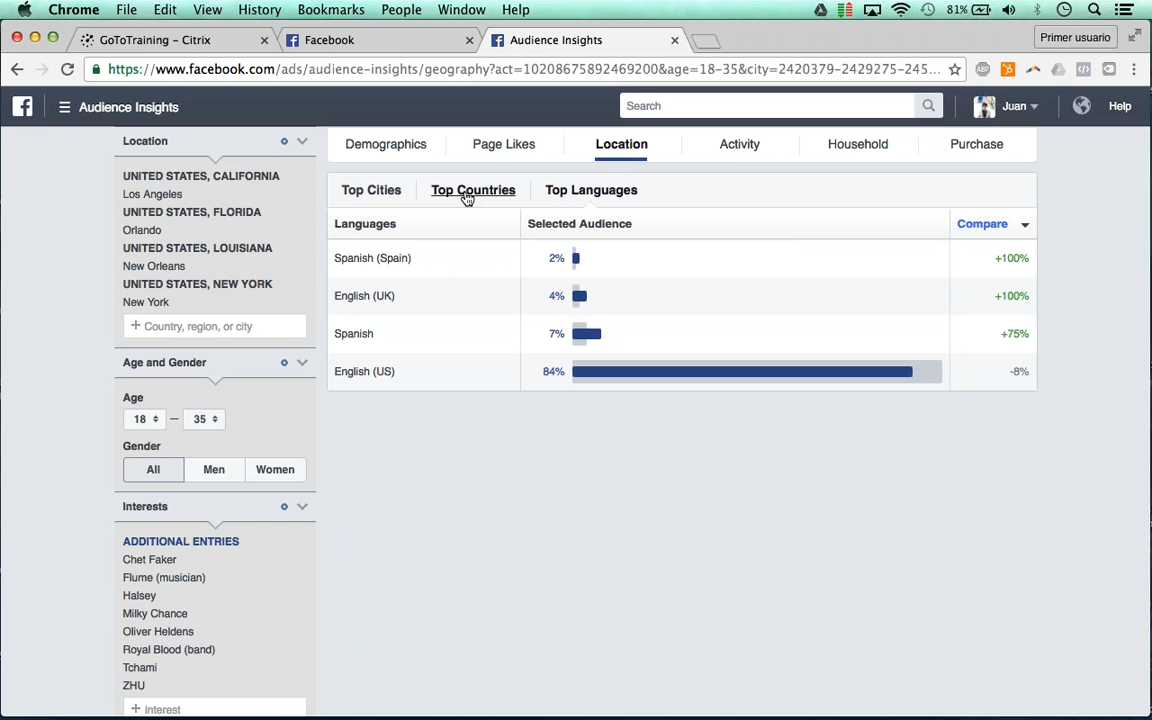 Chrome File Edit View History Bookmarks People Window Help 81%
GoToTraining - Citrix Facebook Audience Insights Primer usuario
https://www.facebook.com/ads/audience-insights/geography?act=10208675892469200&age=18-35&city=2420379-2429275-245...
Audience Insights Search Juan Help
Location
UNITED STATES, CALIFORNIA
Los Angeles
UNITED STATES, FLORIDA
Orlando
UNITED STATES, LOUISIANA
New Orleans
UNITED STATES, NEW YORK
New York
+ Country, region, or city
Age and Gender
Age
18 — 35
Gender
All Men Women
Interests
ADDITIONAL ENTRIES
Chet Faker
Flume (musician)
Halsey
Milky Chance
Oliver Heldens
Royal Blood (band)
Tchami
ZHU
+ Interest
Demographics Page Likes Location Activity Household Purchase
Top Cities Top Countries Top Languages
Languages Selected Audience Compare
Spanish (Spain) 2% +100%
English (UK) 4% +100%
Spanish 7% +75%
English (US) 84% -8%